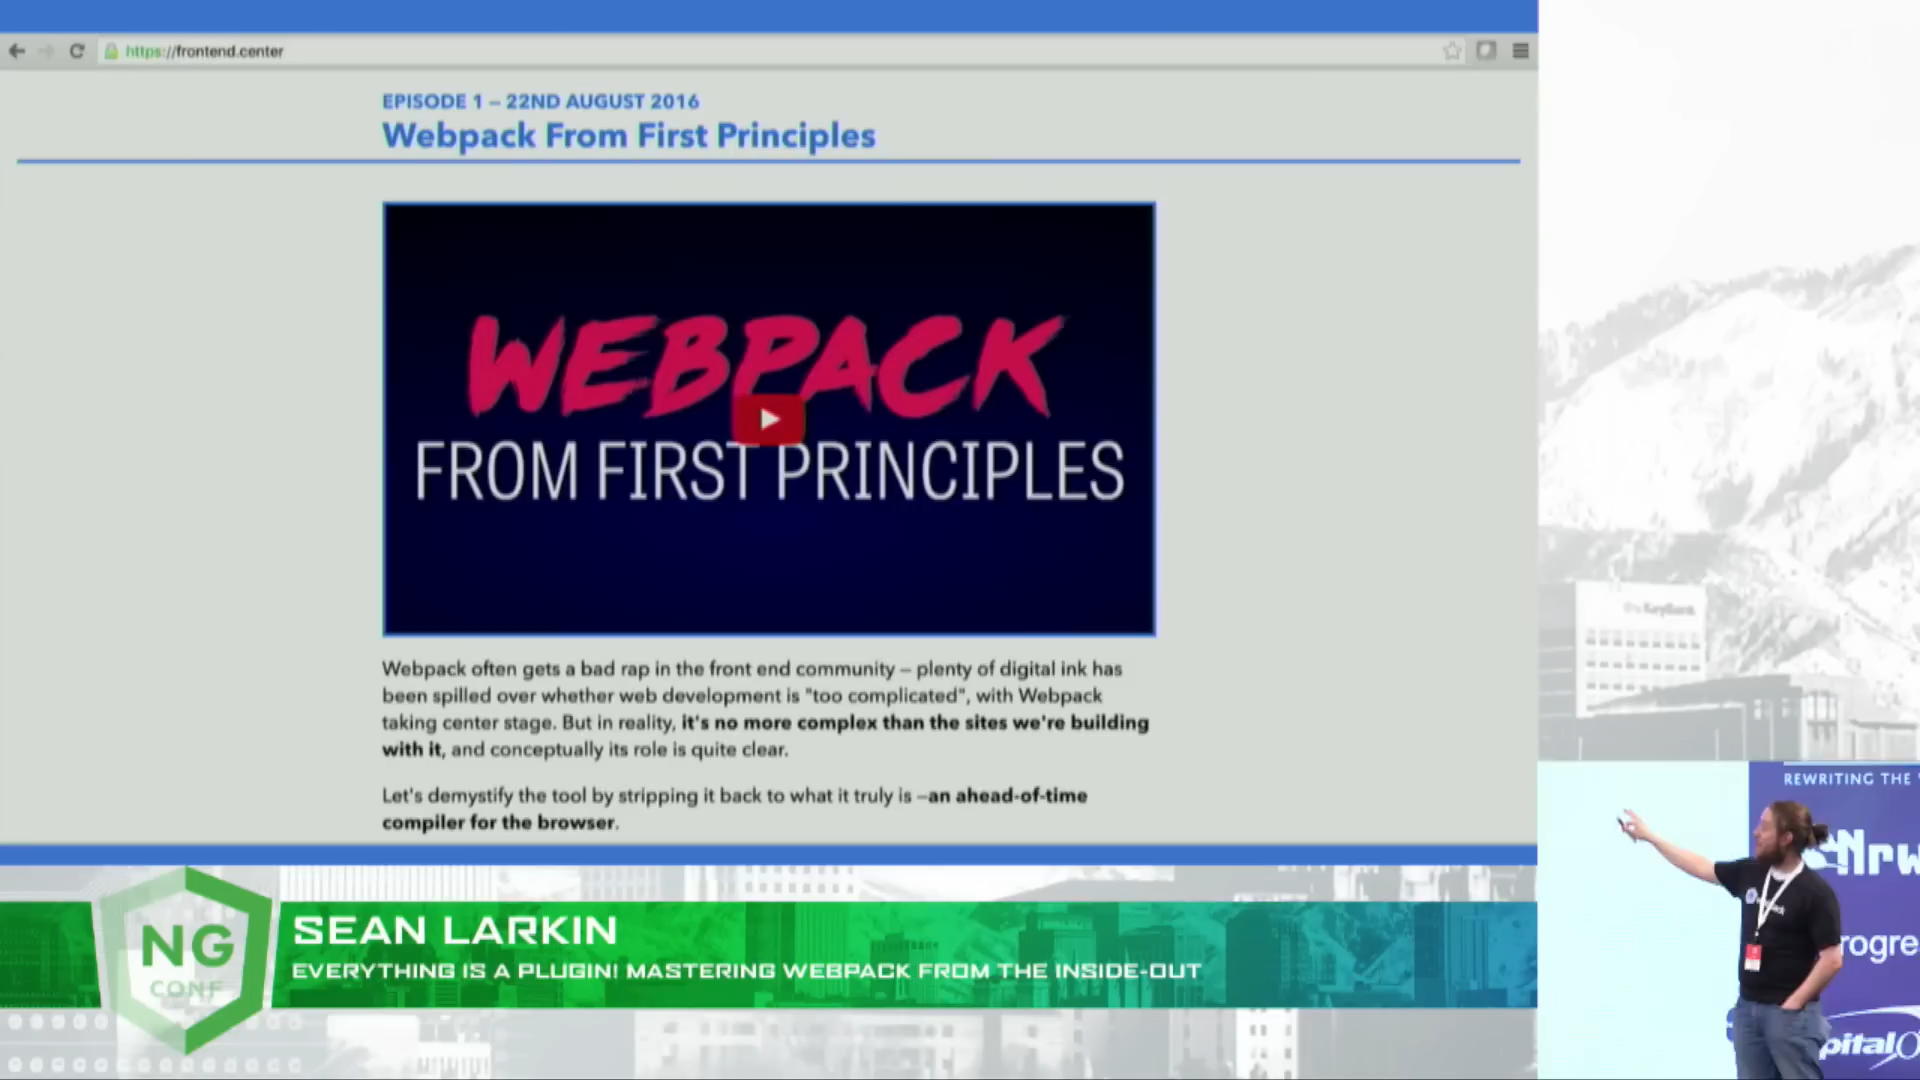 https://frontend.center
EPISODE 1 – 22ND AUGUST 2016
Webpack From First Principles
WEBPACK
FROM FIRST PRINCIPLES
Webpack often gets a bad rap in the front end community – plenty of digital ink has
been spilled over whether web development is "too complicated", with Webpack
taking center stage. But in reality, it's no more complex than the sites we're building
with it, and conceptually its role is quite clear.
Let's demystify the tool by stripping it back to what it truly is –an ahead-of-time
compiler for the browser.
KeyBank
REWRITING THE
Nrw
rogre
pital
NG
CONF
SEAN LARKIN
EVERYTHING IS A PLUGIN! MASTERING WEBPACK FROM THE INSIDE-OUT